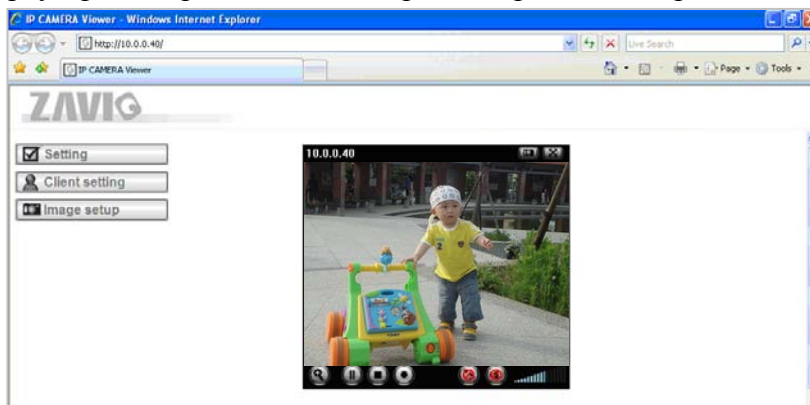 IP CAMERA Viewer - Windows Internet Explorer
http://10.0.0.40/
Live Search
IP CAMERA Viewer
Page
Tools
ZAVIO
Setting
10.0.0.40
Client setting
Image setup
2